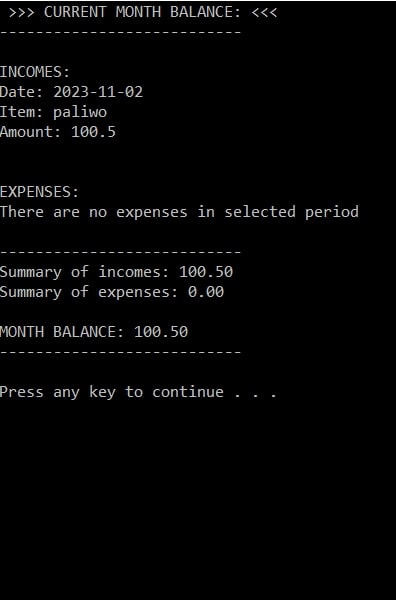 >>> CURRENT MONTH BALANCE: <<<
---------------------------
INCOMES:
Date: 2023-11-02
Item: paliwo
Amount: 100.5
EXPENSES:
There are no expenses in selected period
---------------------------
Summary of incomes: 100.50
Summary of expenses: 0.00
MONTH BALANCE: 100.50
---------------------------
Press any key to continue . . .